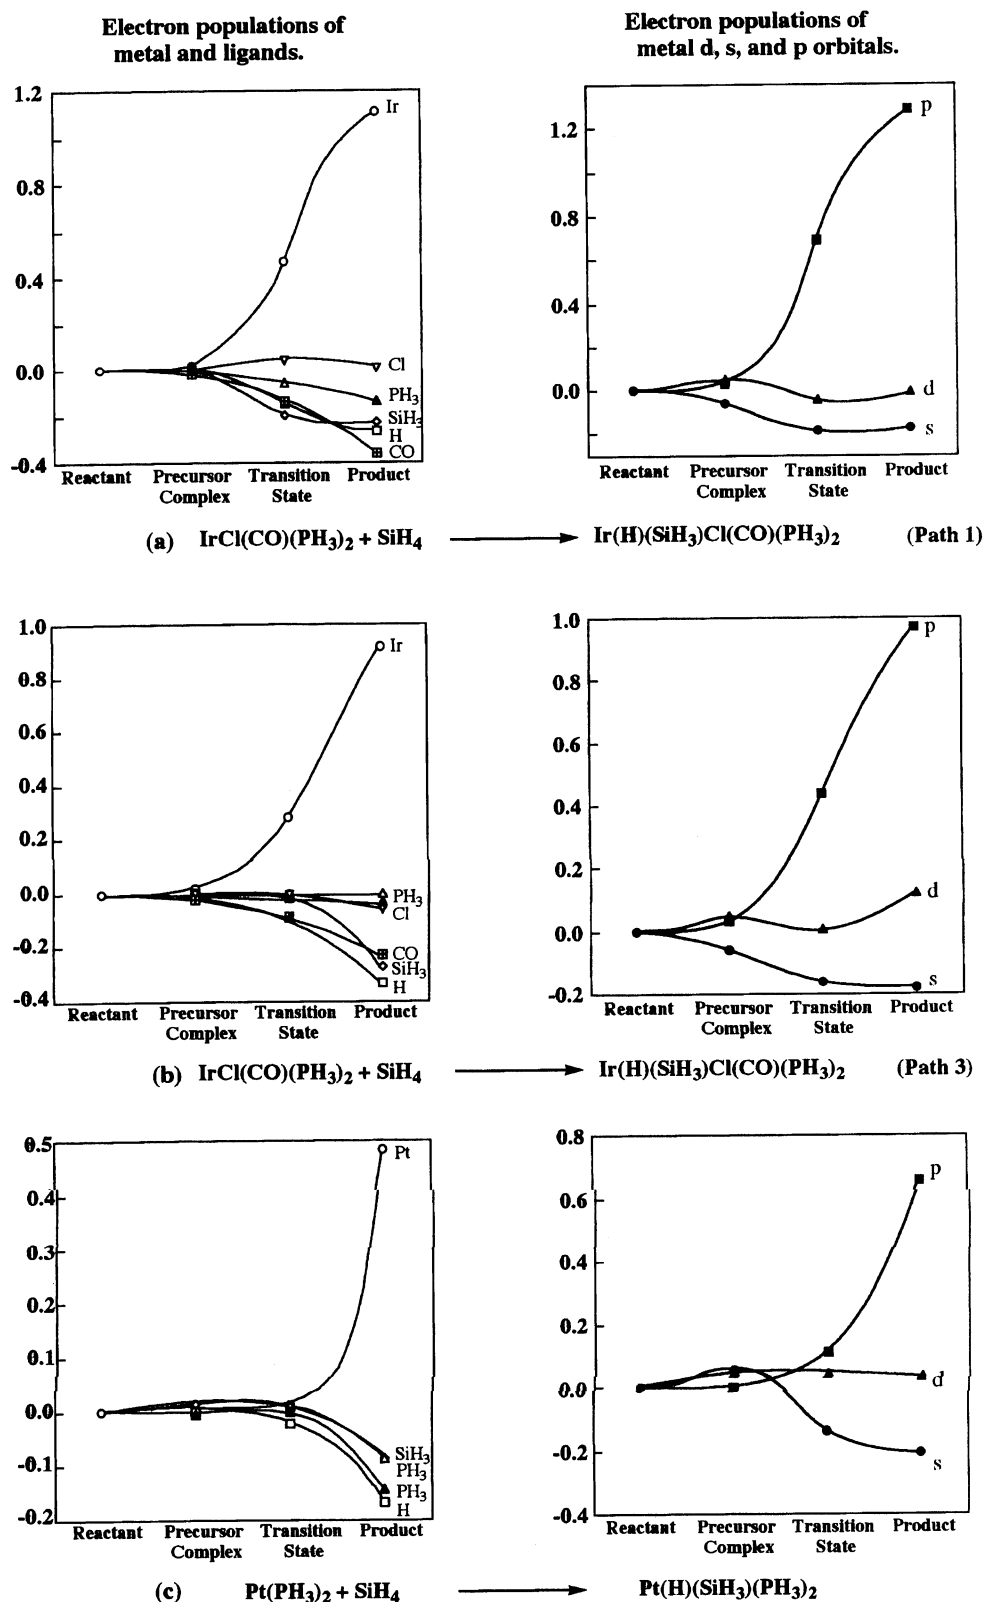 Electron populations of
metal and ligands.
Electron populations of
metal d, s, and p orbitals.
1.2
0.8
0.4
0.0
-0.4
Ir
Cl
PH3
SiH3
H
CO
Reactant
Precursor
Complex
Transition
State
Product
1.2
0.8
0.4
0.0
p
d
s
Reactant
Precursor
Complex
Transition
State
Product
(a) IrCl(CO)(PH3)2 + SiH4
Ir(H)(SiH3)Cl(CO)(PH3)2
(Path 1)
1.0
0.8
0.6
0.4
0.2
0.0
-0.2
-0.4
Ir
PH3
Cl
CO
SiH3
H
Reactant
Precursor
Complex
Transition
State
Product
1.0
0.8
0.6
0.4
0.2
0.0
-0.2
p
d
s
Reactant
Precursor
Complex
Transition
State
Product
(b) IrCl(CO)(PH3)2 + SiH4
Ir(H)(SiH3)Cl(CO)(PH3)2
(Path 3)
0.5
0.4
0.3
0.2
0.1
0.0
-0.1
-0.2
Pt
SiH3
PH3
PH3
H
Reactant
Precursor
Complex
Transition
State
Product
0.8
0.6
0.4
0.2
0.0
-0.2
-0.4
p
d
s
Reactant
Precursor
Complex
Transition
State
Product
(c) Pt(PH3)2 + SiH4
Pt(H)(SiH3)(PH3)2